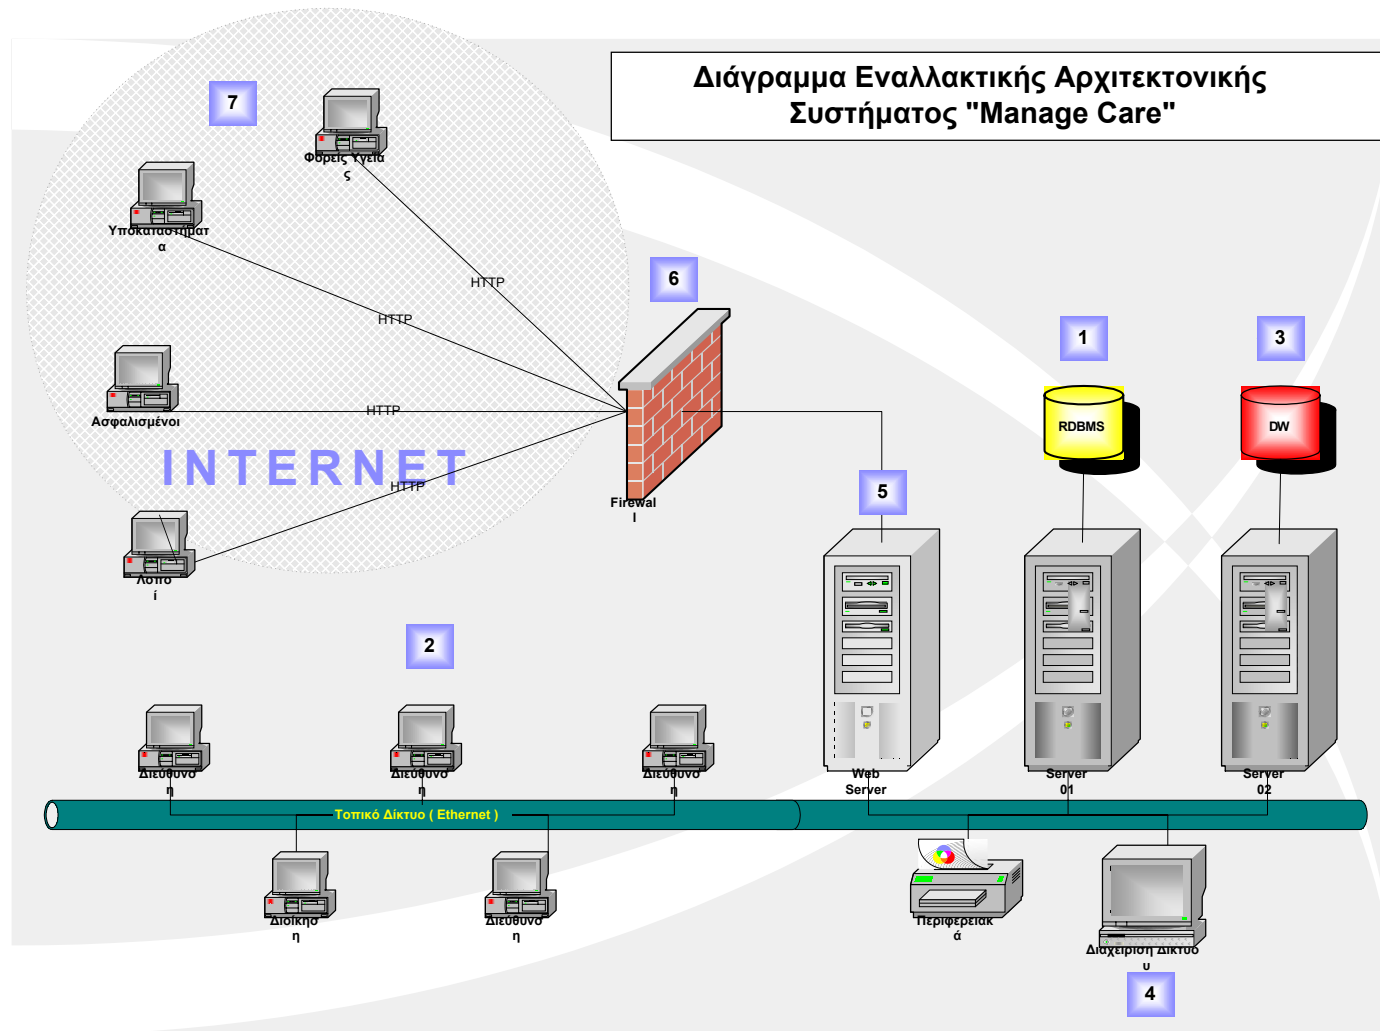 Διάγραμμα Εναλλακτικής Αρχιτεκτονικής
Συστήματος "Manage Care"
7
Φορείς Υγεία
ς
Υποκαταστήματ
α
HTTP
6
HTTP
1
3
Ασφαλισμένοι
HTTP
RDBMS
DW
INTERNET
HTTP
5
Firewal
l
Λοιπο
ί
2
Διεύθυνσ
η
Διεύθυνσ
η
Διεύθυνσ
η
Web
Server
Server
01
Server
02
Τοπικό Δίκτυο ( Ethernet )
Διοίκησ
η
Διεύθυνσ
η
Περιφερειακ
ά
Διαχείριση Δικτύο
υ
4